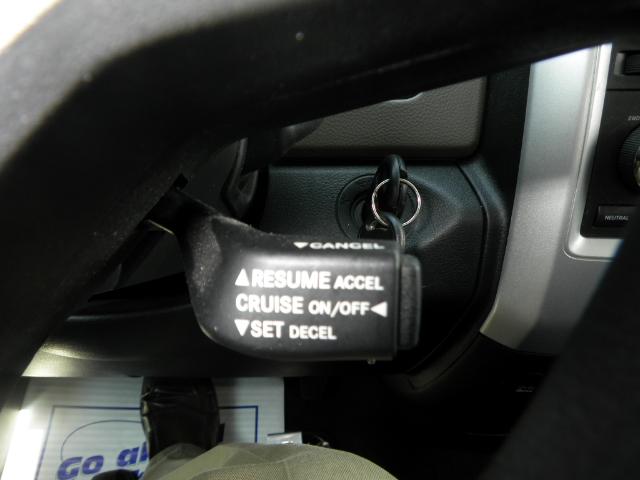 ▼CANCEL
▲RESUME ACCEL
CRUISE ON/OFF◀
▼SET DECEL
NEUTRAL
Go